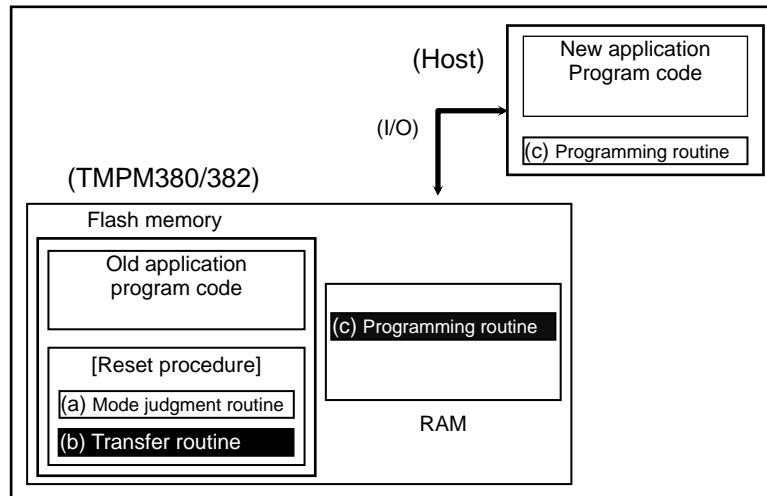 (Host)
New application
Program code
(c) Programming routine
(I/O)
(TMPM380/382)
Flash memory
Old application
program code
[Reset procedure]
(a) Mode judgment routine
(b) Transfer routine
(c) Programming routine
RAM